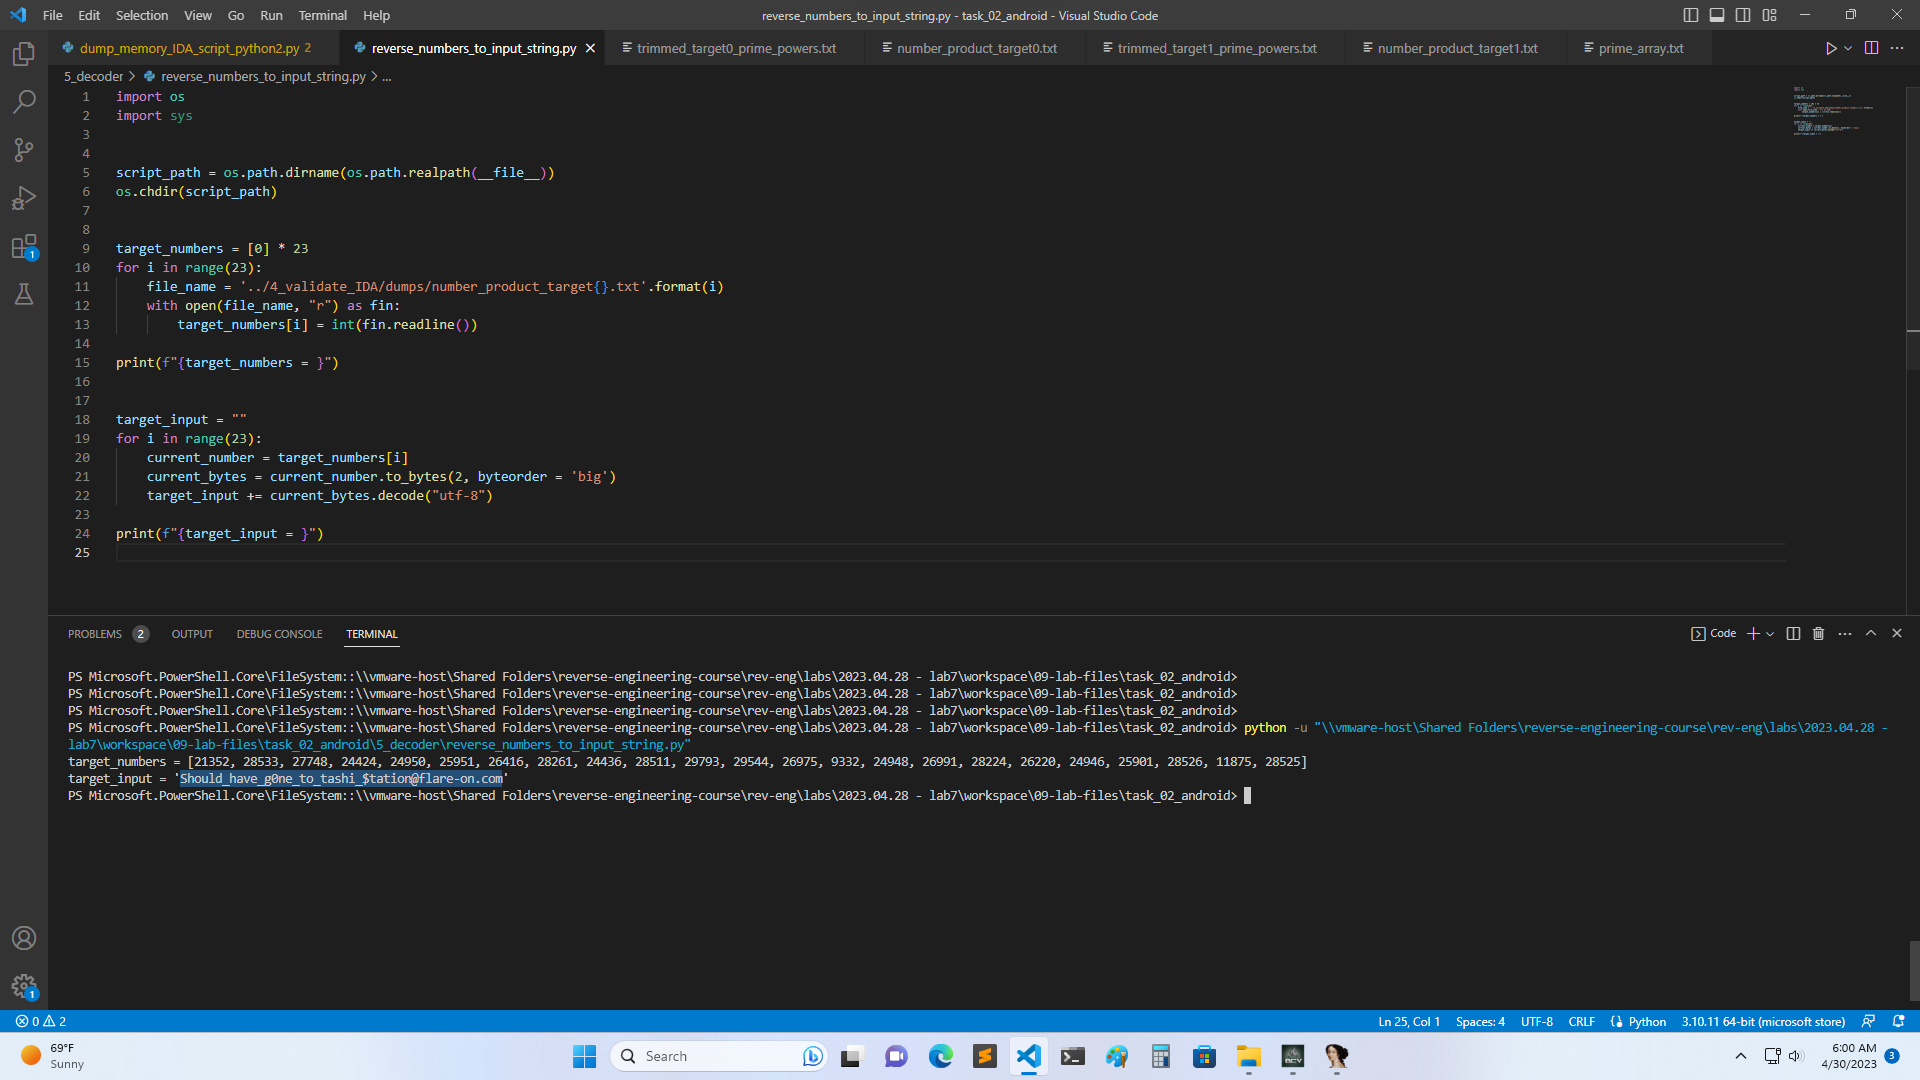 File Edit Selection View Go Run Terminal Help
reverse_numbers_to_input_string.py - task_02_android - Visual Studio Code
dump_memory_IDA_script_python2.py 2
reverse_numbers_to_input_string.py
trimmed_target0_prime_powers.txt
number_product_target0.txt
trimmed_target1_prime_powers.txt
number_product_target1.txt
prime_array.txt
5_decoder > reverse_numbers_to_input_string.py > ...
1 import os
2 import sys
3
4
5 script_path = os.path.dirname(os.path.realpath(__file__))
6 os.chdir(script_path)
7
8
9 target_numbers = [0] * 23
10 for i in range(23):
11 file_name = '../4_validate_IDA/dumps/number_product_target{}.txt'.format(i)
12 with open(file_name, "r") as fin:
13 target_numbers[i] = int(fin.readline())
14
15 print(f"{target_numbers = }")
16
17
18 target_input = ""
19 for i in range(23):
20 current_number = target_numbers[i]
21 current_bytes = current_number.to_bytes(2, byteorder = 'big')
22 target_input += current_bytes.decode("utf-8")
23
24 print(f"{target_input = }")
25
PROBLEMS 2 OUTPUT DEBUG CONSOLE TERMINAL
Code
PS Microsoft.PowerShell.Core\FileSystem::\\vmware-host\Shared Folders\reverse-engineering-course\rev-eng\labs\2023.04.28 - lab7\workspace\09-lab-files\task_02_android>
PS Microsoft.PowerShell.Core\FileSystem::\\vmware-host\Shared Folders\reverse-engineering-course\rev-eng\labs\2023.04.28 - lab7\workspace\09-lab-files\task_02_android>
PS Microsoft.PowerShell.Core\FileSystem::\\vmware-host\Shared Folders\reverse-engineering-course\rev-eng\labs\2023.04.28 - lab7\workspace\09-lab-files\task_02_android>
PS Microsoft.PowerShell.Core\FileSystem::\\vmware-host\Shared Folders\reverse-engineering-course\rev-eng\labs\2023.04.28 - lab7\workspace\09-lab-files\task_02_android> python -u "\\vmware-host\Shared Folders\reverse-engineering-course\rev-eng\labs\2023.04.28 -
lab7\workspace\09-lab-files\task_02_android\5_decoder\reverse_numbers_to_input_string.py"
target_numbers = [21352, 28533, 27748, 24424, 24950, 25951, 26416, 28261, 24436, 28511, 29793, 29544, 26975, 9332, 24948, 26991, 28224, 26220, 24946, 25901, 28526, 11875, 28525]
target_input = 'Should_have_g0ne_to_tashi_$tation@flare-on.com'
PS Microsoft.PowerShell.Core\FileSystem::\\vmware-host\Shared Folders\reverse-engineering-course\rev-eng\labs\2023.04.28 - lab7\workspace\09-lab-files\task_02_android>
0 2
Ln 25, Col 1 Spaces: 4 UTF-8 CRLF Python 3.10.11 64-bit (microsoft store)
69°F
Sunny
Search
6:00 AM
4/30/2023
3